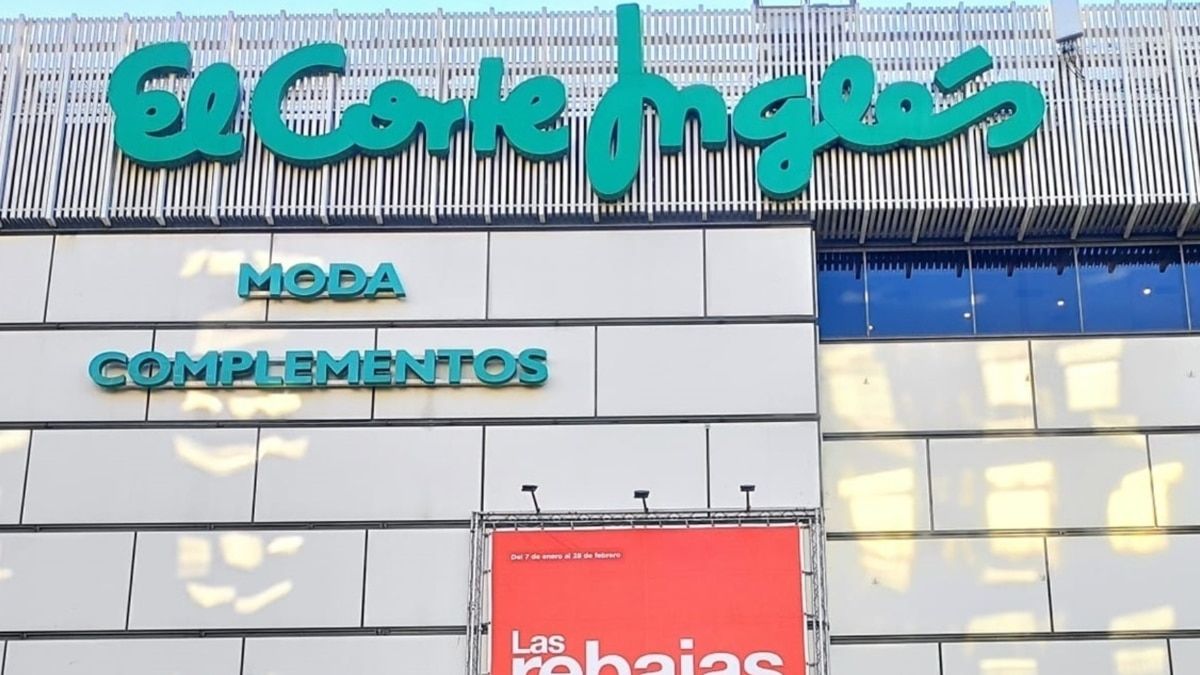 El Corte Inglés
MODA
COMPLEMENTOS
Del 7 de enero al 28 de febrero
Las
rebajas